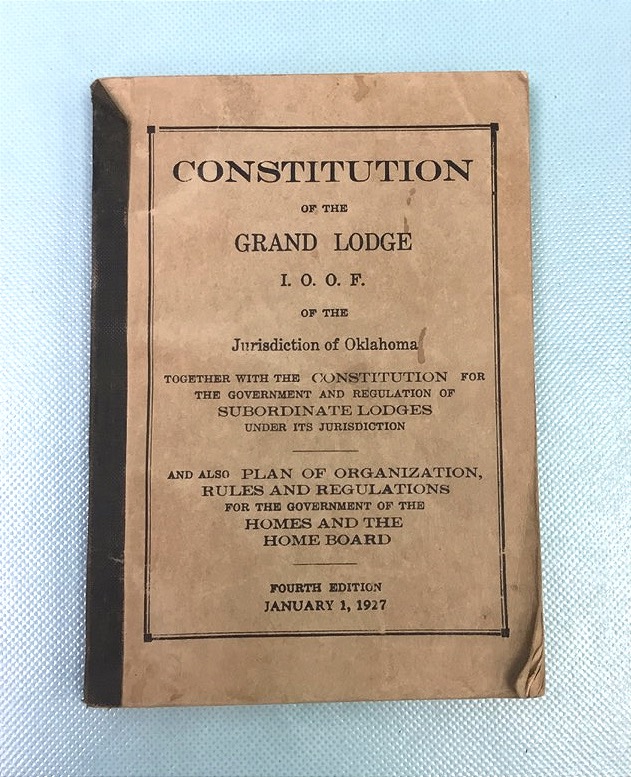 CONSTITUTION
OF THE
GRAND LODGE
I. O. O. F.
OF THE
Jurisdiction of Oklahoma
TOGETHER WITH THE CONSTITUTION FOR
THE GOVERNMENT AND REGULATION OF
SUBORDINATE LODGES
UNDER ITS JURISDICTION
AND ALSO PLAN OF ORGANIZATION,
RULES AND REGULATIONS
FOR THE GOVERNMENT OF THE
HOMES AND THE
HOME BOARD
FOURTH EDITION
JANUARY 1, 1927